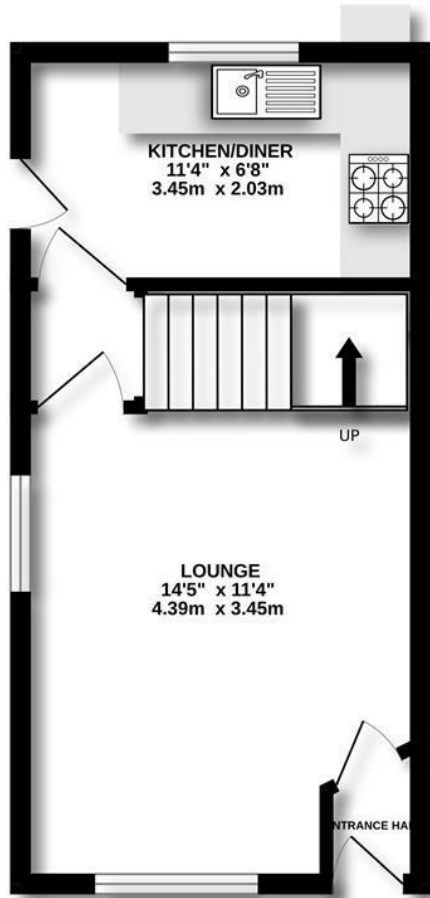 KITCHEN/DINER
11'4" x 6'8"
3.45m x 2.03m
UP
LOUNGE
14'5" x 11'4"
4.39m x 3.45m
NTRANCE HA